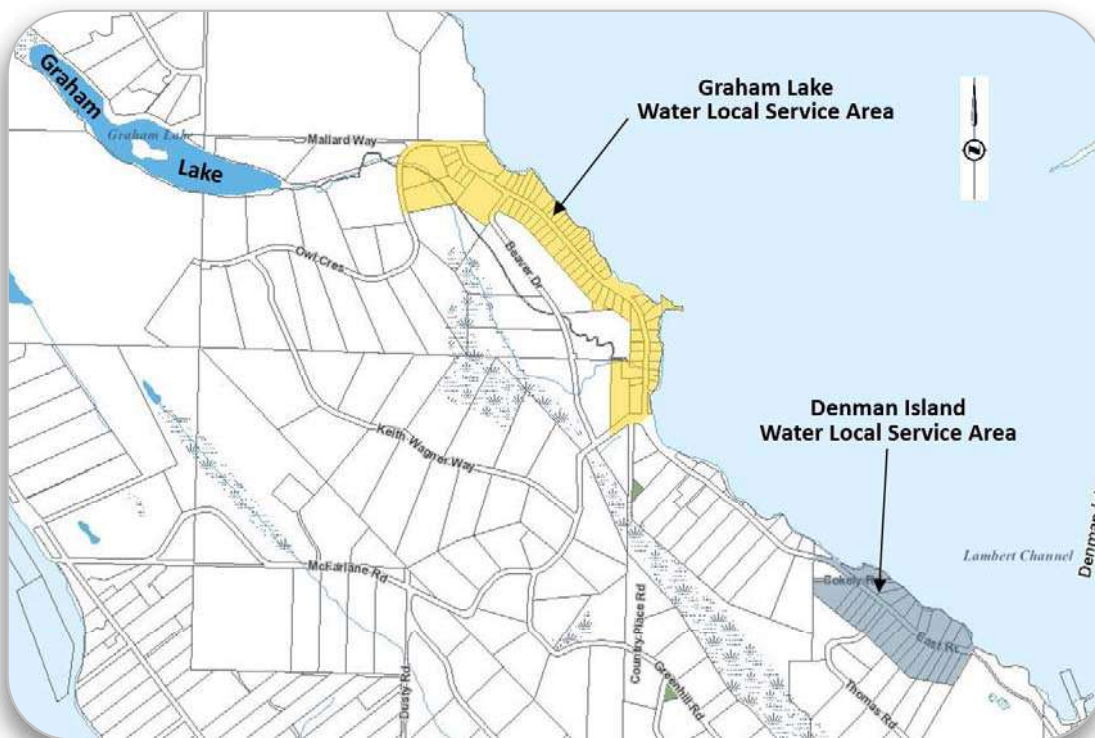 Graham
Graham Lake
Lake
Mallard Way
Graham Lake
Water Local Service Area
Owl Cres
Beaver Dr
Denman Island
Water Local Service Area
Keith Wagner Way
McFarlane Rd
Lambert Channel
East Rd
Country Place Rd
Dusty Rd
Greenhill Rd
Thomas Rd
Denman